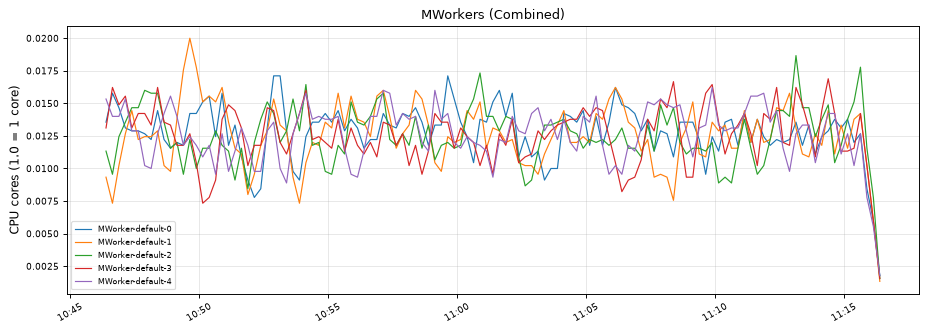 MWorkers (Combined)
CPU cores (1.0 = 1 core)
0.0200
0.0175
0.0150
0.0125
0.0100
0.0075
0.0050
0.0025
MWorker-default-0
MWorker-default-1
MWorker-default-2
MWorker-default-3
MWorker-default-4
10:45 10:50 10:55 11:00 11:05 11:10 11:15